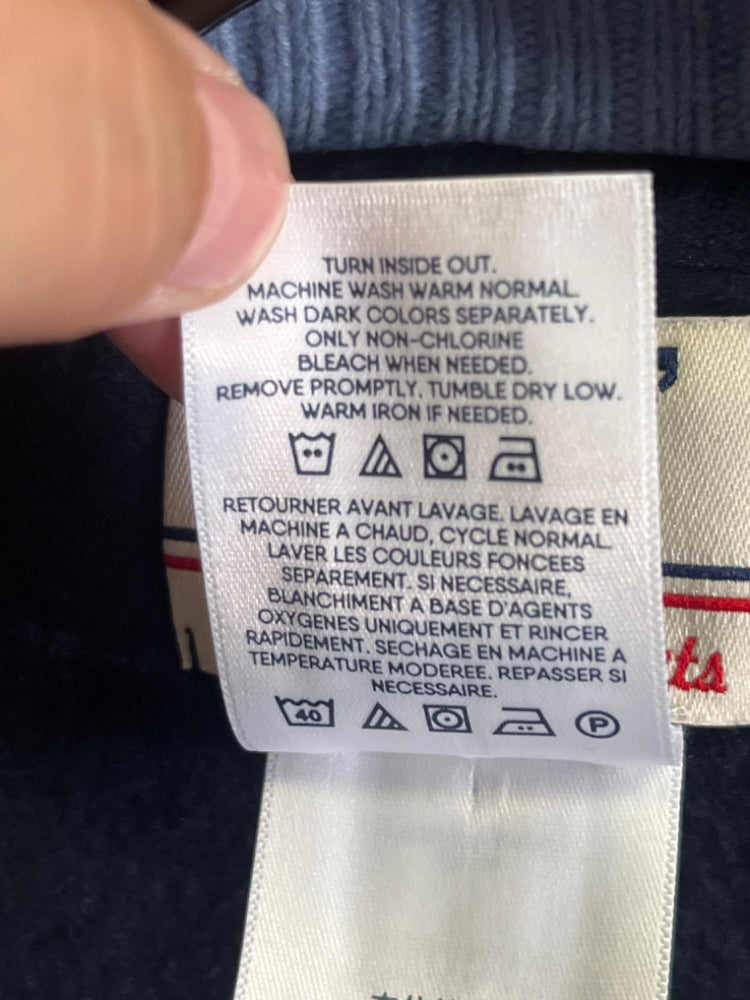 TURN INSIDE OUT.
MACHINE WASH WARM NORMAL.
WASH DARK COLORS SEPARATELY.
ONLY NON-CHLORINE
BLEACH WHEN NEEDED.
REMOVE PROMPTLY. TUMBLE DRY LOW.
WARM IRON IF NEEDED.
RETOURNER AVANT LAVAGE. LAVAGE EN
MACHINE A CHAUD, CYCLE NORMAL.
LAVER LES COULEURS FONCEES
SEPAREMENT. SI NECESSAIRE,
BLANCHIMENT A BASE D'AGENTS
OXYGENES UNIQUEMENT ET RINCER
RAPIDEMENT. SECHAGE EN MACHINE A
TEMPERATURE MODEREE. REPASSER SI
NECESSAIRE.
40 P